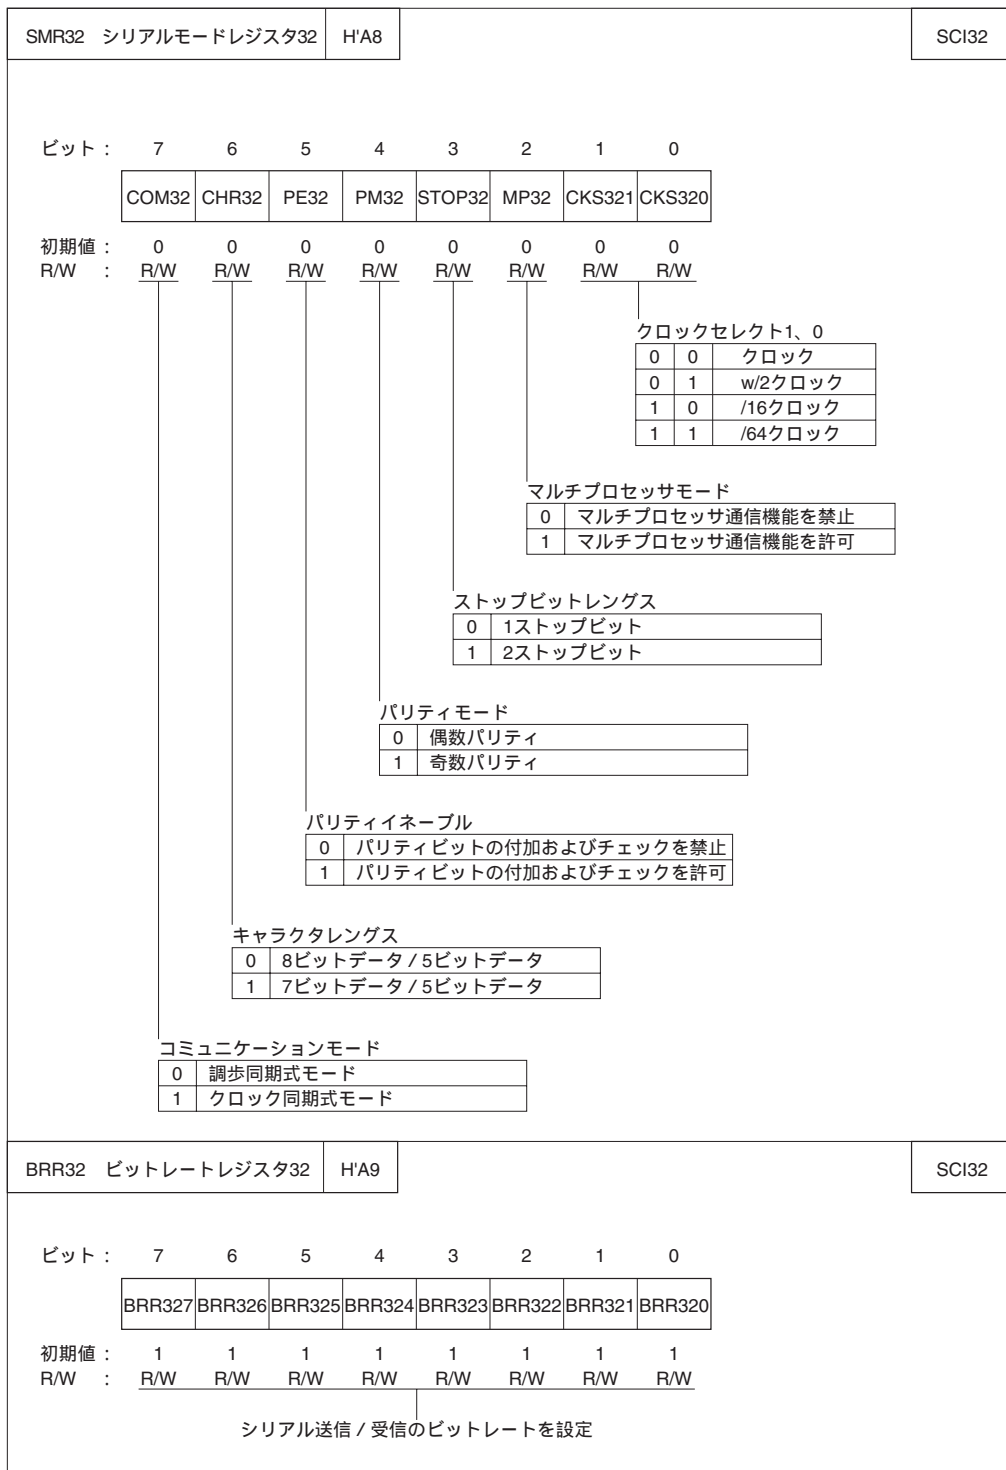 SMR32 シリアルモードレジスタ32 H'A8 SCI32
ビット: 7 6 5 4 3 2 1 0
COM32 CHR32 PE32 PM32 STOP32 MP32 CKS321 CKS320
初期値: 0 0 0 0 0 0 0 0
R/W : R/W R/W R/W R/W R/W R/W R/W R/W
クロックセレクト1、0
0 0 クロック
0 1 w/2クロック
1 0 /16クロック
1 1 /64クロック
マルチプロセッサモード
0 マルチプロセッサ通信機能を禁止
1 マルチプロセッサ通信機能を許可
ストップビットレングス
0 1ストップビット
1 2ストップビット
パリティモード
0 偶数パリティ
1 奇数パリティ
パリティイネーブル
0 パリティビットの付加およびチェックを禁止
1 パリティビットの付加およびチェックを許可
キャラクタレングス
0 8ビットデータ/5ビットデータ
1 7ビットデータ/5ビットデータ
コミュニケーションモード
0 調歩同期式モード
1 クロック同期式モード
BRR32 ビットレートレジスタ32 H'A9 SCI32
ビット: 7 6 5 4 3 2 1 0
BRR327 BRR326 BRR325 BRR324 BRR323 BRR322 BRR321 BRR320
初期値: 1 1 1 1 1 1 1 1
R/W : R/W R/W R/W R/W R/W R/W R/W R/W
シリアル送信/受信のビットレートを設定